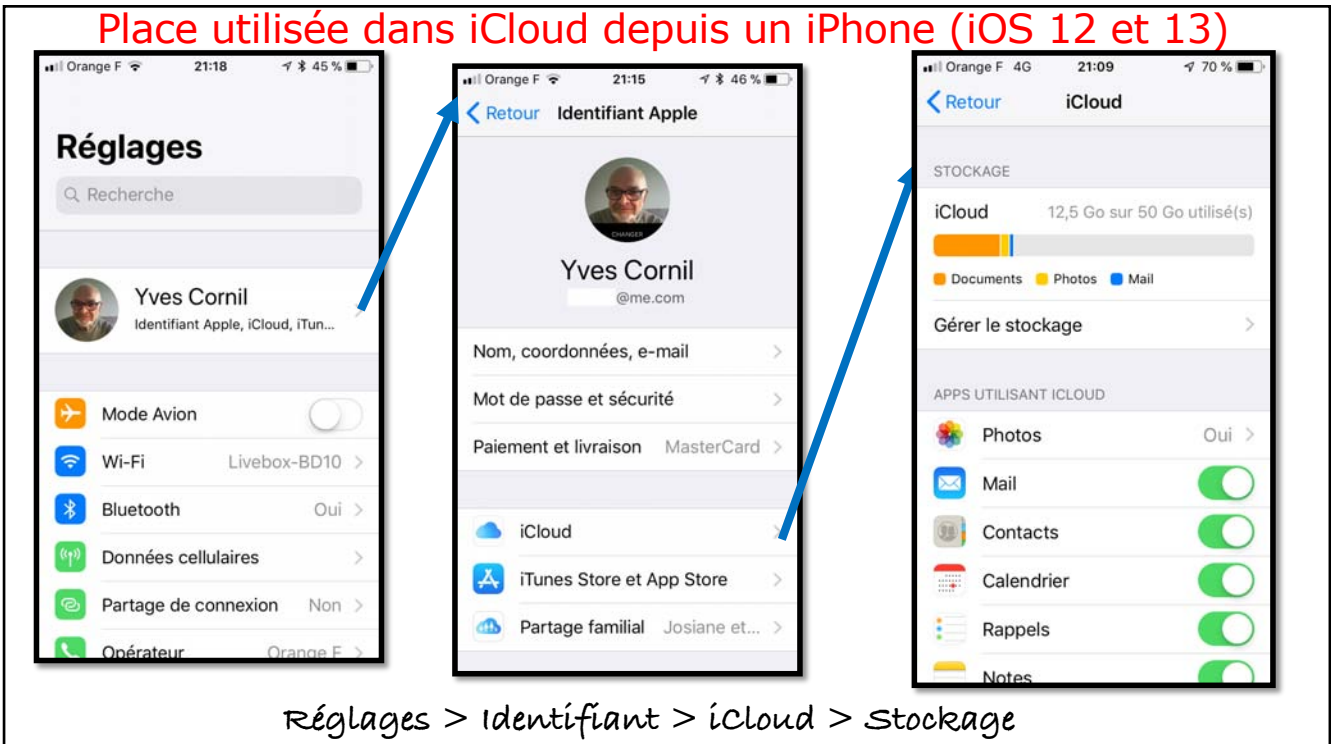 Place utilisée dans iCloud depuis un iPhone (iOS 12 et 13)
Orange F 21:18 45 %
Réglages
Recherche
Yves Cornil
Identifiant Apple, iCloud, iTun...
Mode Avion
Wi-Fi Livebox-BD10
Bluetooth Oui
Données cellulaires
Partage de connexion Non
Opérateur Orange F
Orange F 21:15 46 %
Retour Identifiant Apple
CHANGER
Yves Cornil
@me.com
Nom, coordonnées, e-mail
Mot de passe et sécurité
Paiement et livraison MasterCard
iCloud
iTunes Store et App Store
Partage familial Josiane et...
Orange F 4G 21:09 70 %
Retour iCloud
STOCKAGE
iCloud 12,5 Go sur 50 Go utilisé(s)
Documents Photos Mail
Gérer le stockage
APPS UTILISANT ICLOUD
Photos Oui
Mail
Contacts
Calendrier
Rappels
Notes
Réglages > Identifiant > iCloud > Stockage